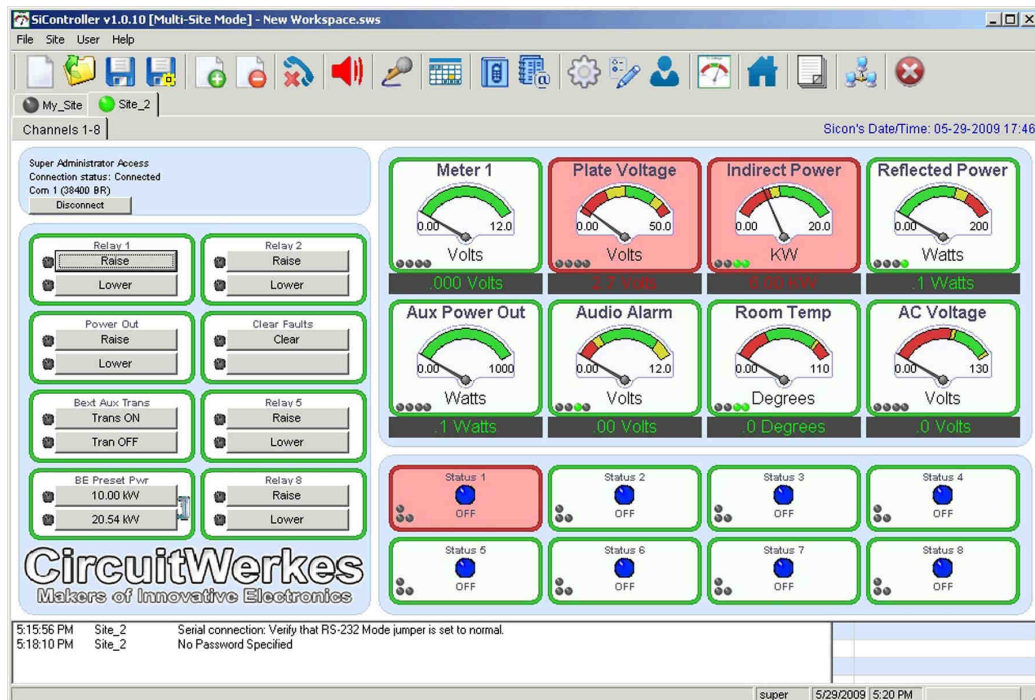 SiController v1.0.10 [Multi-Site Mode] - New Workspace.sws
File Site User Help
My_Site Site_2
Channels 1-8
Sicon's Date/Time: 05-29-2009 17:46
Super Administrator Access
Connection status: Connected
Com 1 (38400 BR)
Disconnect
Relay 1
Raise
Lower
Relay 2
Raise
Lower
Power Out
Raise
Lower
Clear Faults
Clear
Bext Aux Trans
Trans ON
Tran OFF
Relay 5
Raise
Lower
BE Preset Pwr
10.00 kW
20.54 kW
Relay 8
Raise
Lower
CircuitWerkes
Makers of Innovative Electronics
Meter 1
0.00 12.0
Volts
.000 Volts
Plate Voltage
0.00 50.0
Volts
2.7 Volts
Indirect Power
0.00 20.0
KW
6.00 KW
Reflected Power
0.00 200
Watts
.1 Watts
Aux Power Out
0.00 1000
Watts
.1 Watts
Audio Alarm
0.00 12.0
Volts
.00 Volts
Room Temp
0.00 110
Degrees
.0 Degrees
AC Voltage
0.00 130
Volts
.0 Volts
Status 1
OFF
Status 2
OFF
Status 3
OFF
Status 4
OFF
Status 5
OFF
Status 6
OFF
Status 7
OFF
Status 8
OFF
5:15:56 PM Site_2 Serial connection: Verify that RS-232 Mode jumper is set to normal.
5:18:10 PM Site_2 No Password Specified
super 5/29/2009 5:20 PM